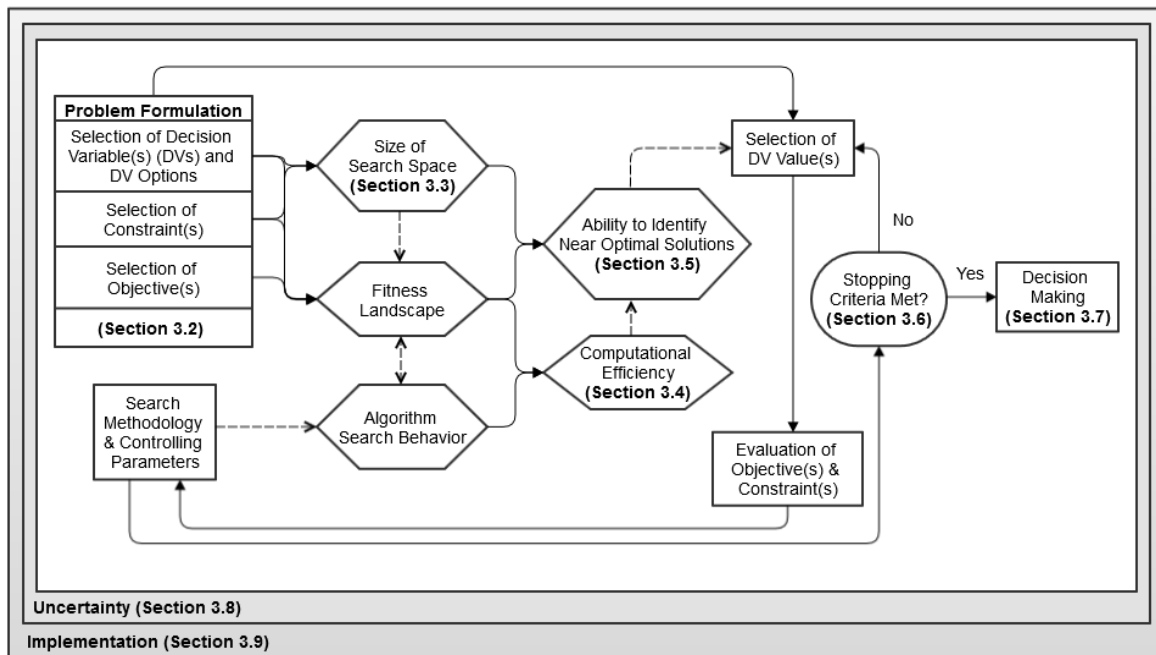 Problem Formulation
Selection of Decision
Variable(s) (DVs) and
DV Options
Selection of
Constraint(s)
Selection of
Objective(s)
(Section 3.2)
Search
Methodology
& Controlling
Parameters
Size of
Search Space
(Section 3.3)
Fitness
Landscape
Algorithm
Search Behavior
Ability to Identify
Near Optimal Solutions
(Section 3.5)
Computational
Efficiency
(Section 3.4)
Selection of
DV Value(s)
Evaluation of
Objective(s) &
Constraint(s)
No
Stopping
Criteria Met?
(Section 3.6)
Yes
Decision
Making
(Section 3.7)
Uncertainty (Section 3.8)
Implementation (Section 3.9)